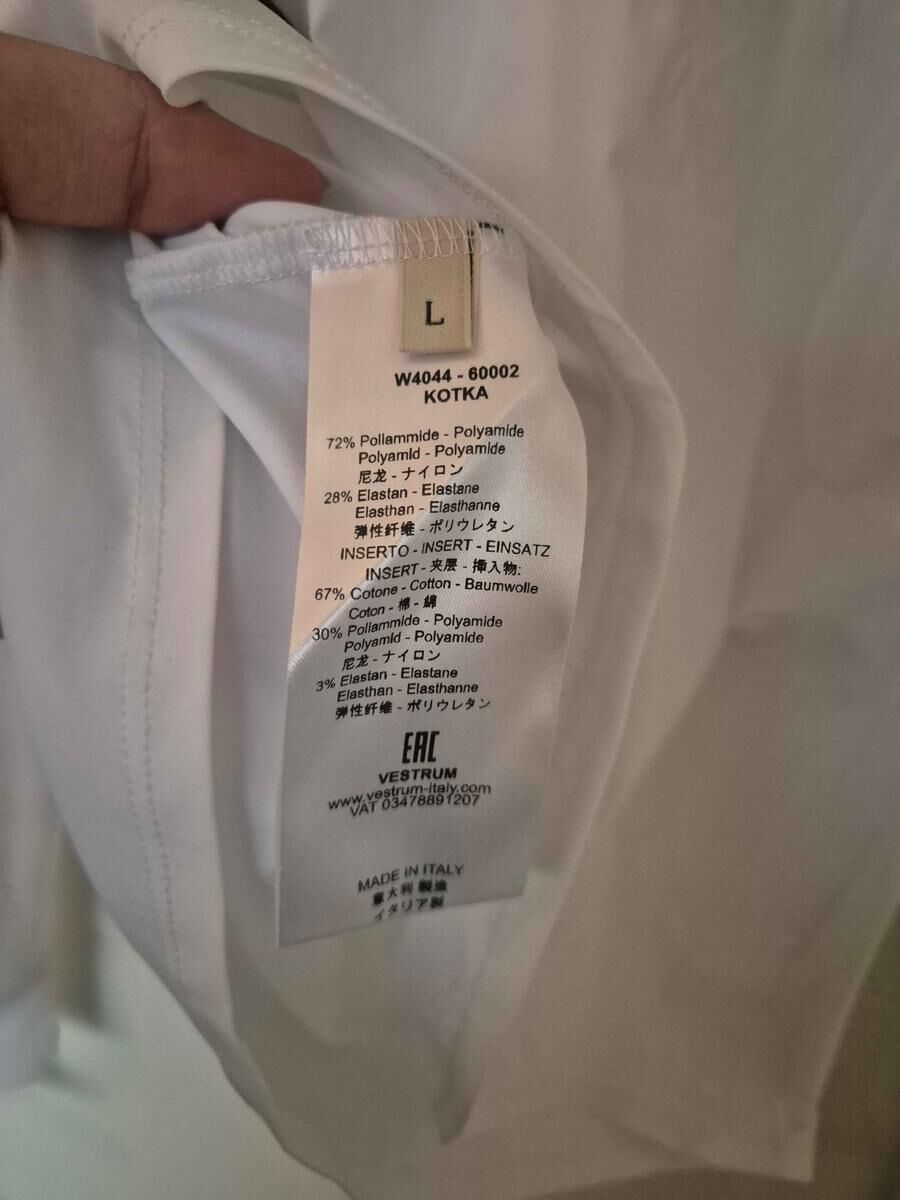 L
W4044 - 60002
KOTKA
72% Poliammide - Polyamide
Polyamid - Polyamide
尼龙 - ナイロン
28% Elastan - Elastane
Elasthan - Elasthanne
弹性纤维 - ポリウレタン
INSERTO - INSERT - EINSATZ
INSERT - 夹层 - 挿入物:
67% Cotone - Cotton - Baumwolle
Coton - 棉 - 綿
30% Poliammide - Polyamide
Polyamid - Polyamide
尼龙 - ナイロン
3% Elastan - Elastane
Elasthan - Elasthanne
弹性纤维 - ポリウレタン
EAC
VESTRUM
www.vestrum-italy.com
VAT 03478891207
MADE IN ITALY
意大利 製造
イタリア製